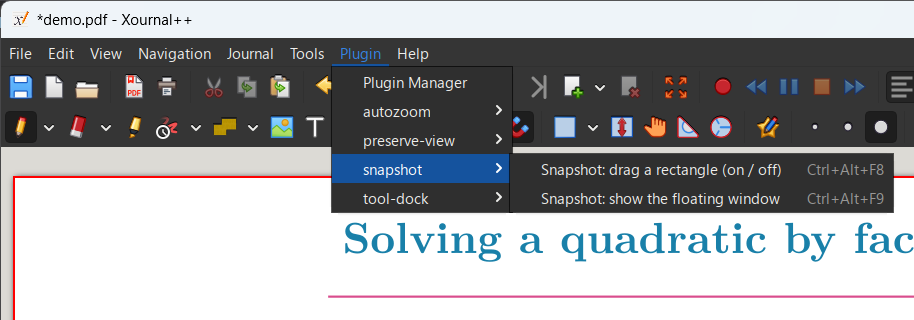 *demo.pdf - Xournal++
File Edit View Navigation Journal Tools Plugin Help
PDF
Plugin Manager
autozoom
preserve-view
snapshot
tool-dock
Snapshot: drag a rectangle (on / off) Ctrl+Alt+F8
Snapshot: show the floating window Ctrl+Alt+F9
Solving a quadratic by fac